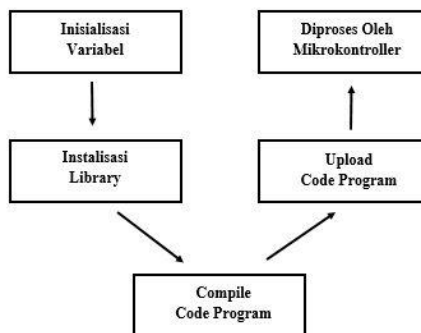 Inisialisasi
Variabel
Instalisasi
Library
Compile
Code Program
Upload
Code Program
Diproses Oleh
Mikrokontroller